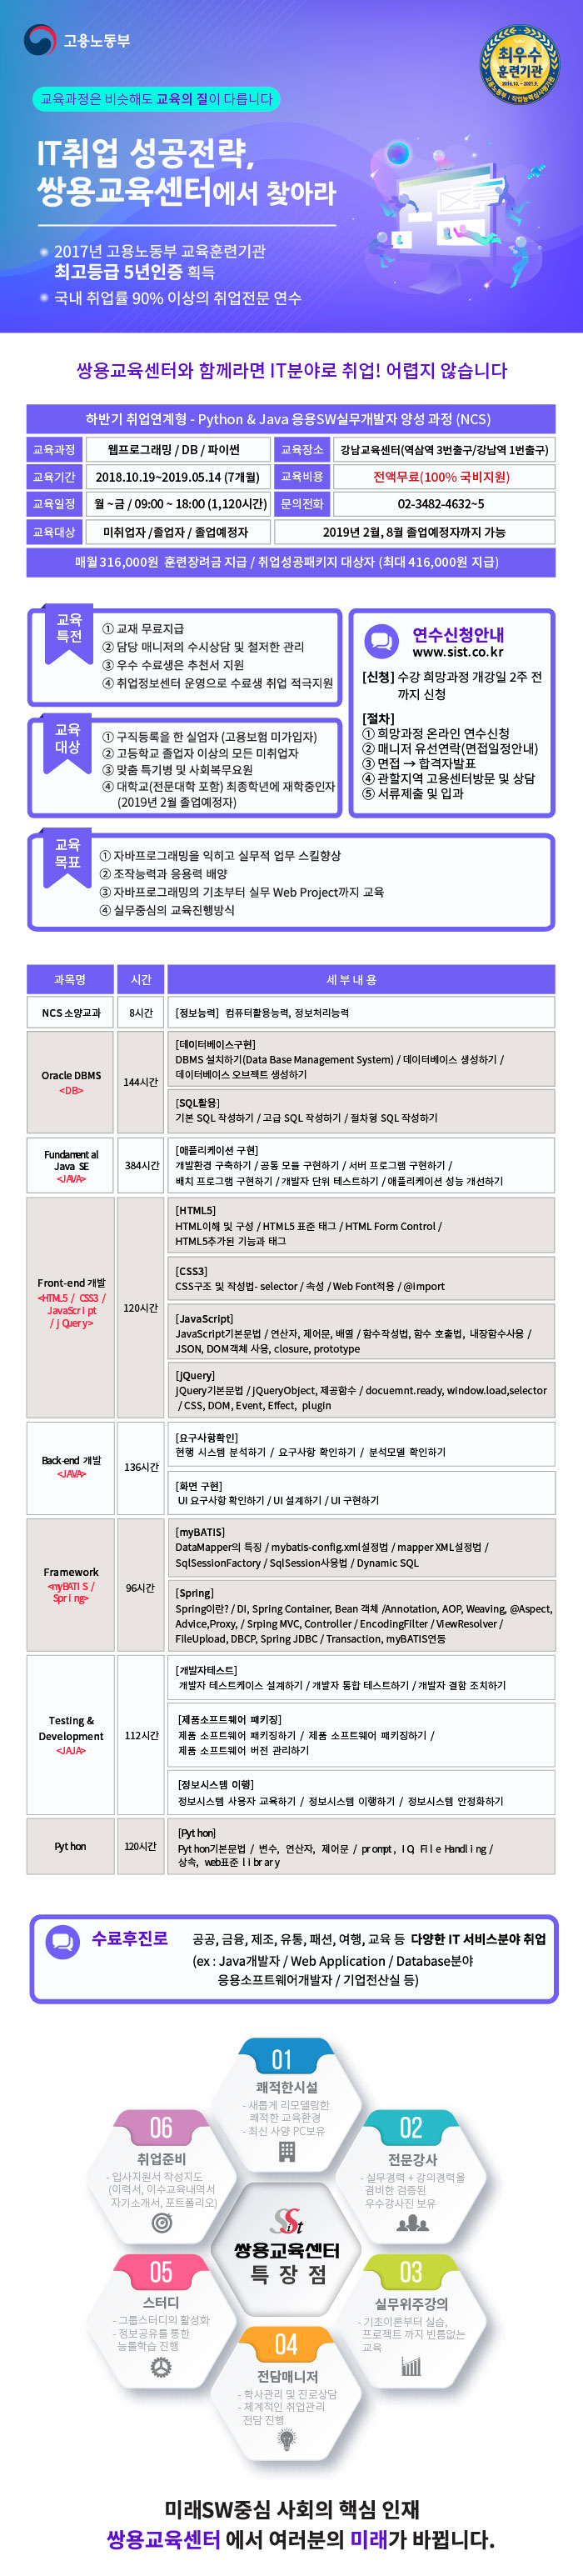 고용노동부
최우수
훈련기관
교육과정은 비슷해도 교육의 질이 다릅니다
IT취업 성공전략,
쌍용교육센터에서 찾아라
2017년 고용노동부 교육훈련기관
최고등급 5년인증 획득
국내 취업률 90% 이상의 취업전문 연수
쌍용교육센터와 함께라면 IT분야로 취업! 어렵지 않습니다
하반기 취업연계형 - Python & Java 응용SW실무개발자 양성 과정 (NCS)
교육과정 웹프로그래밍 / DB / 파이썬 교육장소 강남교육센터(역삼역 3번출구/강남역 1번출구)
교육기간 2018.10.19~2019.05.14 (7개월) 교육비용 전액무료(100% 국비지원)
교육일정 월 ~금 / 09:00 ~ 18:00 (1,120시간) 문의전화 02-3482-4632~5
교육대상 미취업자 /졸업자 / 졸업예정자 2019년 2월, 8월 졸업예정자까지 가능
매월 316,000원 훈련장려금 지급 / 취업성공패키지 대상자 (최대 416,000원 지급)
교육
특전
① 교재 무료지급
② 담당 매니저의 수시상담 및 철저한 관리
③ 우수 수료생은 추천서 지원
④ 취업정보센터 운영으로 수료생 취업 적극지원
교육
대상
① 구직등록을 한 실업자 (고용보험 미가입자)
② 고등학교 졸업자 이상의 모든 미취업자
③ 맞춤 특기병 및 사회복무요원
④ 대학교(전문대학 포함) 최종학년에 재학중인자
(2019년 2월 졸업예정자)
연수신청안내
www.sist.co.kr
[신청] 수강 희망과정 개강일 2주 전
까지 신청
[절차]
① 희망과정 온라인 연수신청
② 매니저 유선연락(면접일정안내)
③ 면접 → 합격자발표
④ 관할지역 고용센터방문 및 상담
⑤ 서류제출 및 입과
교육
목표
① 자바프로그래밍을 익히고 실무적 업무 스킬향상
② 조작능력과 응용력 배양
③ 자바프로그래밍의 기초부터 실무 Web Project까지 교육
④ 실무중심의 교육진행방식
과목명 시간 세 부 내 용
NCS 소양교과 8시간 [정보능력] 컴퓨터활용능력, 정보처리능력
Oracle DBMS
<DB>
144시간
[데이터베이스구현]
DBMS 설치하기(Data Base Management System) / 데이터베이스 생성하기 /
데이터베이스 오브젝트 생성하기
[SQL활용]
기본 SQL 작성하기 / 고급 SQL 작성하기 / 절차형 SQL 작성하기
Fundamental
Java SE
<JAVA>
384시간
[애플리케이션 구현]
개발환경 구축하기 / 공통 모듈 구현하기 / 서버 프로그램 구현하기 /
배치 프로그램 구현하기 / 개발자 단위 테스트하기 / 애플리케이션 성능 개선하기
Front-end 개발
<HTML5 / CSS3 /
JavaScript
/ jQuery>
120시간
[HTML5]
HTML이해 및 구성 / HTML5 표준 태그 / HTML Form Control /
HTML5추가된 기능과 태그
[CSS3]
CSS구조 및 작성법- selector / 속성 / Web Font적용 / @import
[JavaScript]
JavaScript기본문법 / 연산자, 제어문, 배열 / 함수작성법, 함수 호출법, 내장함수사용 /
JSON, DOM객체 사용, closure, prototype
[jQuery]
jQuery기본문법 / jQueryObject, 제공함수 / docuemnt.ready, window.load,selector
/ CSS, DOM, Event, Effect, plugin
Back-end 개발
<JAVA>
136시간
[요구사항확인]
현행 시스템 분석하기 / 요구사항 확인하기 / 분석모델 확인하기
[화면 구현]
UI 요구사항 확인하기 / UI 설계하기 / UI 구현하기
Framework
<myBATIS /
Spring>
96시간
[myBATIS]
DataMapper의 특징 / mybatis-config.xml설정법 / mapper XML설정법 /
SqlSessionFactory / SqlSession사용법 / Dynamic SQL
[Spring]
Spring이란? / DI, Spring Container, Bean 객체 /Annotation, AOP, Weaving, @Aspect,
Advice,Proxy, / Srping MVC, Controller / EncodingFilter / ViewResolver /
FileUpload, DBCP, Spring JDBC / Transaction, myBATIS연동
Testing &
Development
<JAJA>
112시간
[개발자테스트]
개발자 테스트케이스 설계하기 / 개발자 통합 테스트하기 / 개발자 결함 조치하기
[제품소프트웨어 패키징]
제품 소프트웨어 패키징하기 / 제품 소프트웨어 패키징하기 /
제품 소프트웨어 버전 관리하기
[정보시스템 이행]
정보시스템 사용자 교육하기 / 정보시스템 이행하기 / 정보시스템 안정화하기
Python
120시간
[Python]
Python기본문법 / 변수, 연산자, 제어문 / prompt, IO, File Handling /
상속, web표준 library
수료후진로
공공, 금융, 제조, 유통, 패션, 여행, 교육 등 다양한 IT 서비스분야 취업
(ex : Java개발자 / Web Application / Database분야
응용소프트웨어개발자 / 기업전산실 등)
01
쾌적한시설
- 새롭게 리모델링한
쾌적한 교육환경
- 최신 사양 PC보유
02
전문강사
- 실무경력 + 강의경력을
겸비한 검증된
우수강사진 보유
03
실무위주강의
- 기초이론부터 실습,
프로젝트 까지 빈틈없는
교육
04
전담매니저
- 학사관리 및 진로상담
- 체계적인 취업관리
전담 진행
05
스터디
- 그룹스터디의 활성화
- 정보공유를 통한
능률학습 진행
06
취업준비
- 입사지원서 작성지도
(이력서, 이수교육내역서
자기소개서, 포트폴리오)
SiSt
쌍용교육센터
특 장 점
미래SW중심 사회의 핵심 인재
쌍용교육센터 에서 여러분의 미래가 바뀝니다.